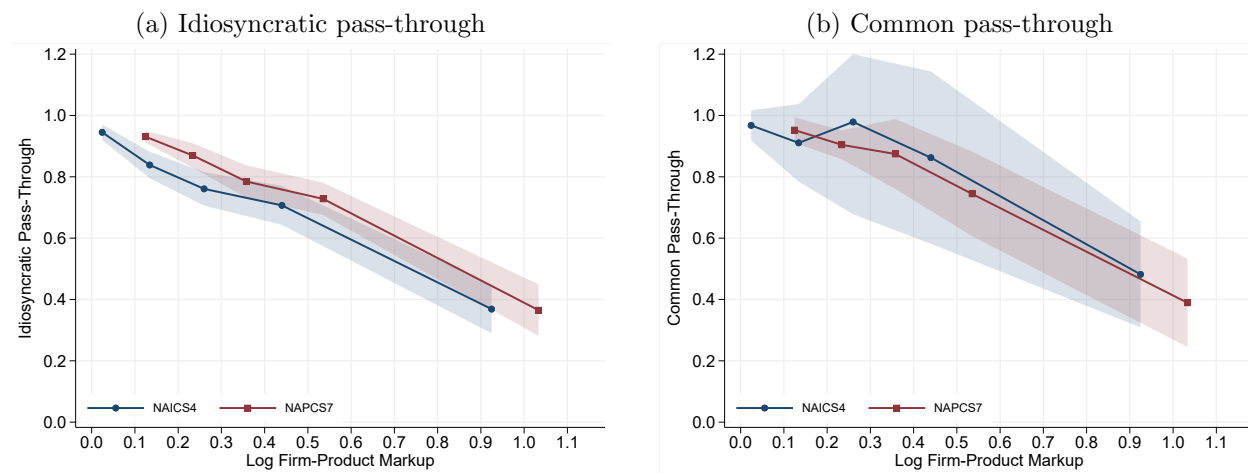 (a) Idiosyncratic pass-through
Idiosyncratic Pass-Through
1.2
1.0
0.8
0.6
0.4
0.2
0.0
NAICS4 NAPCS7
0.0 0.1 0.2 0.3 0.4 0.5 0.6 0.7 0.8 0.9 1.0 1.1
Log Firm-Product Markup
(b) Common pass-through
Common Pass-Through
1.2
1.0
0.8
0.6
0.4
0.2
0.0
NAICS4 NAPCS7
0.0 0.1 0.2 0.3 0.4 0.5 0.6 0.7 0.8 0.9 1.0 1.1
Log Firm-Product Markup